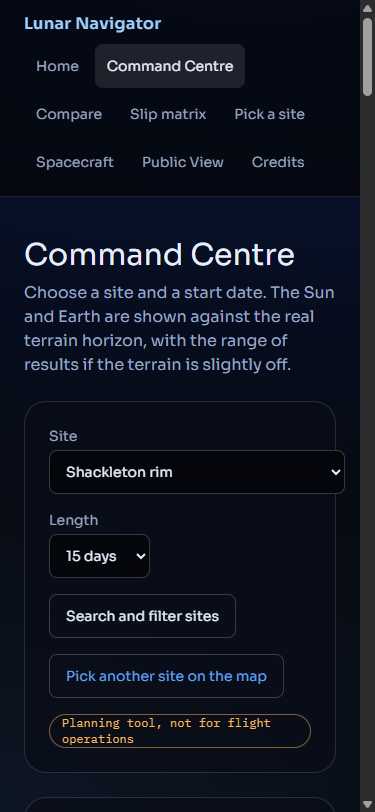 Lunar Navigator
Home Command Centre
Compare Slip matrix Pick a site
Spacecraft Public View Credits
Command Centre
Choose a site and a start date. The Sun
and Earth are shown against the real
terrain horizon, with the range of
results if the terrain is slightly off.
Site
Shackleton rim
Length
15 days
Search and filter sites
Pick another site on the map
Planning tool, not for flight
operations